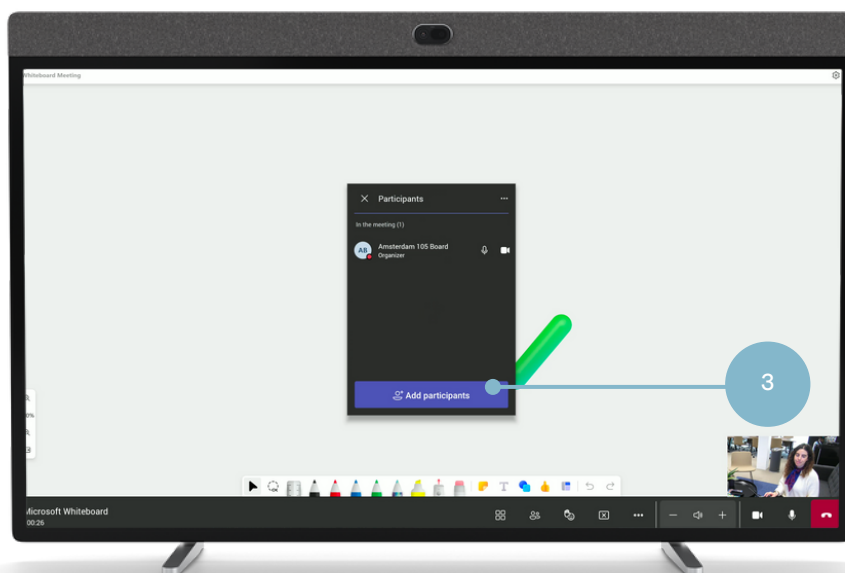 Whiteboard Meeting
Participants
In the meeting (1)
AB
Amsterdam 105 Board
Organizer
Add participants
3
T
Microsoft Whiteboard
00:26